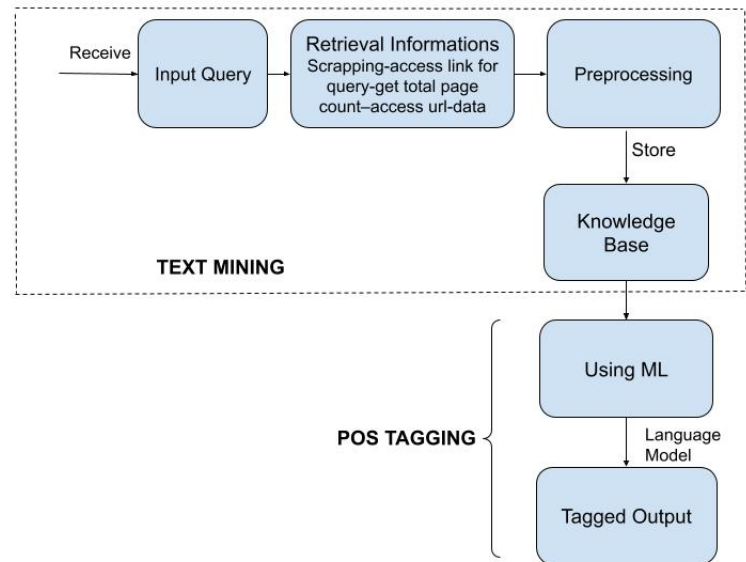 Receive
Input Query
Retrieval Informations
Scrapping-access link for
query-get total page
count–access url-data
Preprocessing
Store
Knowledge
Base
TEXT MINING
Using ML
POS TAGGING
Language
Model
Tagged Output